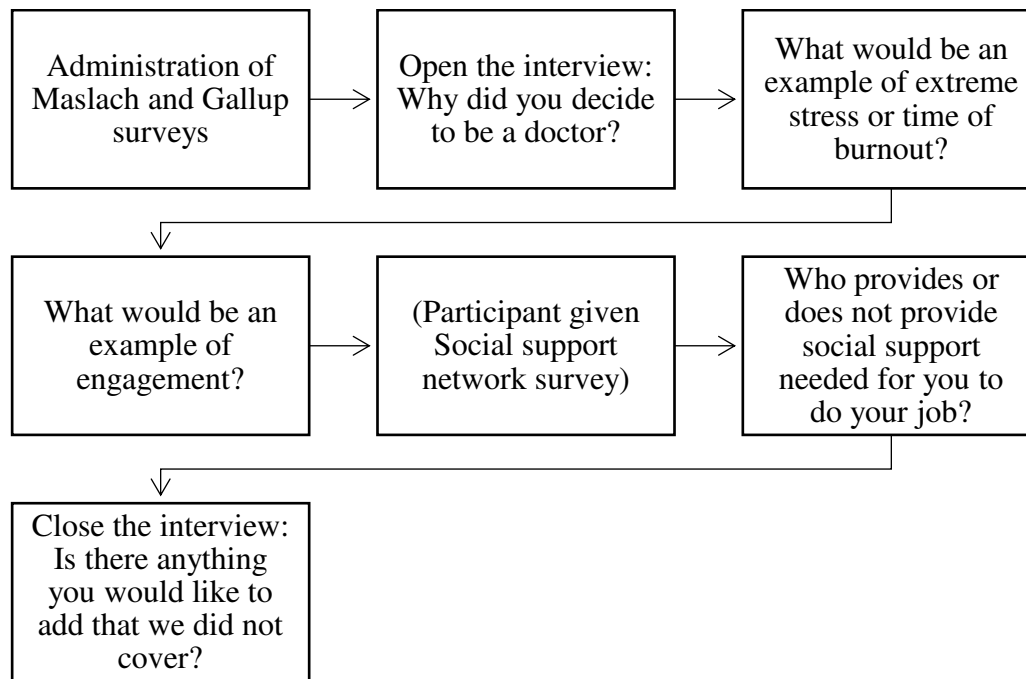 Administration of
Maslach and Gallup
surveys
Open the interview:
Why did you decide
to be a doctor?
What would be an
example of extreme
stress or time of
burnout?
What would be an
example of
engagement?
(Participant given
Social support
network survey)
Who provides or
does not provide
social support
needed for you to
do your job?
Close the interview:
Is there anything
you would like to
add that we did not
cover?